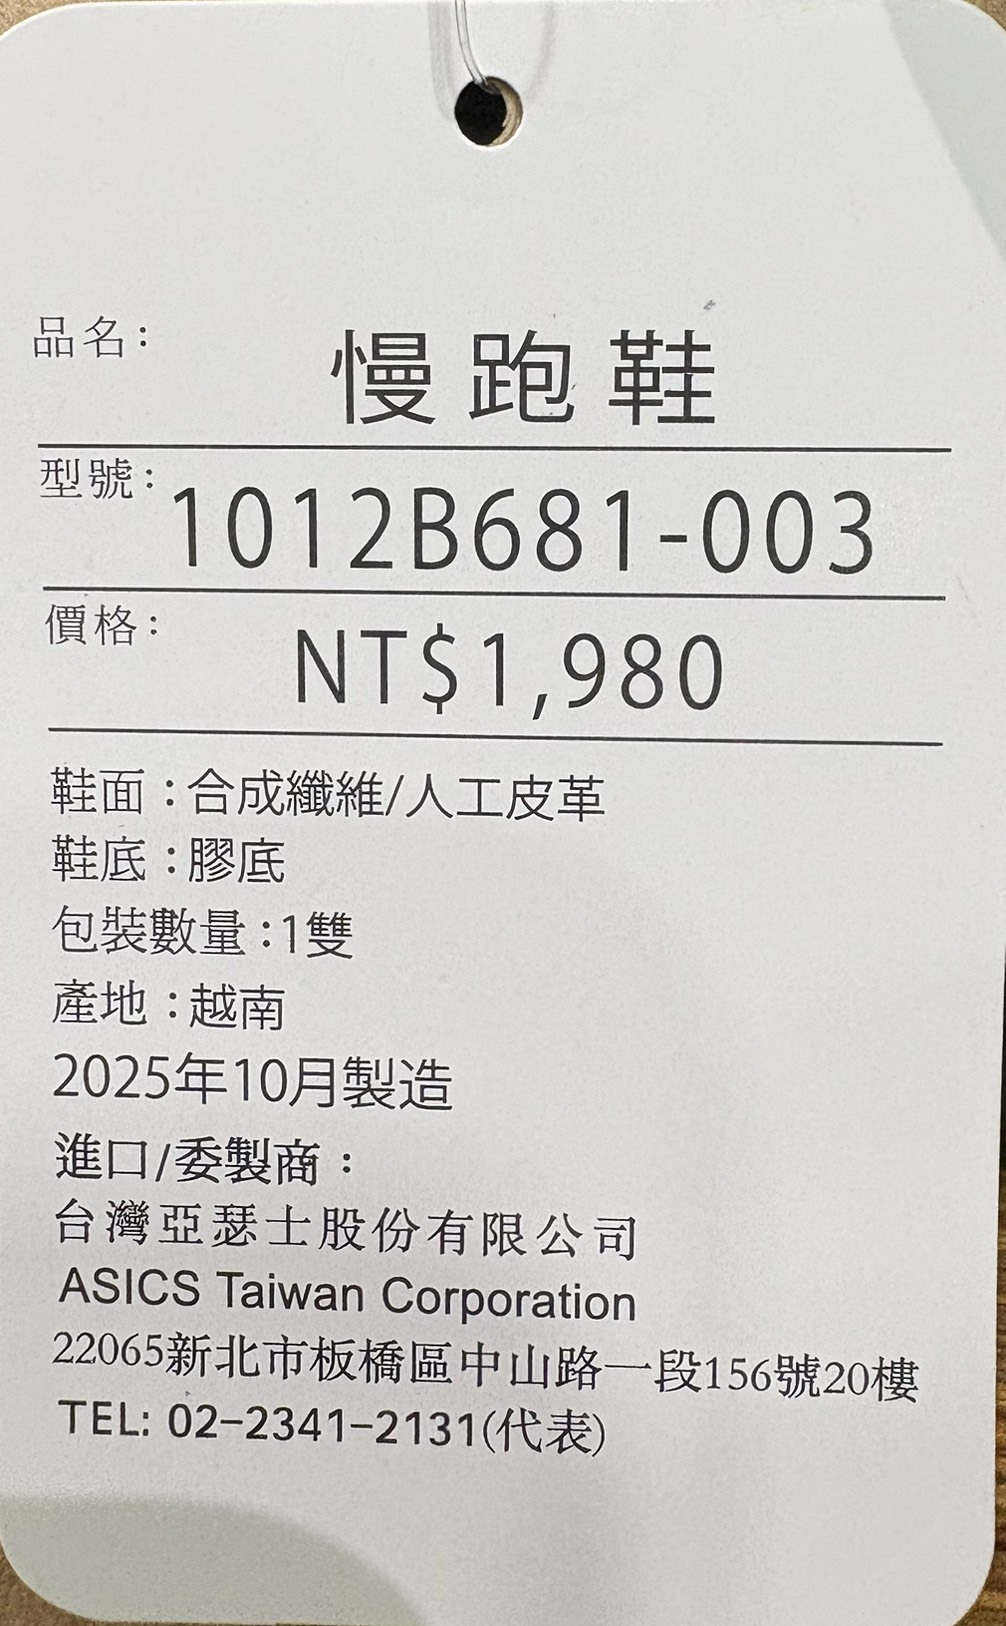 品名：慢跑鞋
型號：1012B681-003
價格：NT$1,980
鞋面：合成纖維/人工皮革
鞋底：膠底
包裝數量：1雙
產地：越南
2025年10月製造
進口/委製商：
台灣亞瑟士股份有限公司
ASICS Taiwan Corporation
22065新北市板橋區中山路一段156號20樓
TEL: 02-2341-2131(代表)